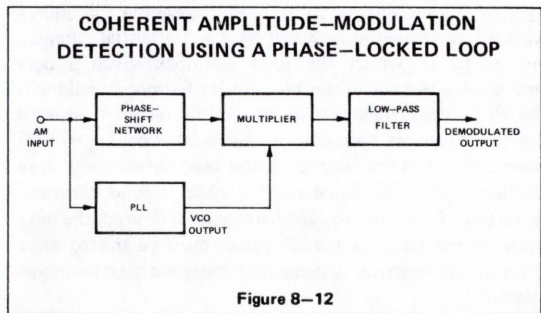 COHERENT AMPLITUDE–MODULATION
DETECTION USING A PHASE–LOCKED LOOP
AM
INPUT
PHASE–
SHIFT
NETWORK
MULTIPLIER
LOW–PASS
FILTER
DEMODULATED
OUTPUT
PLL
VCO
OUTPUT
Figure 8–12